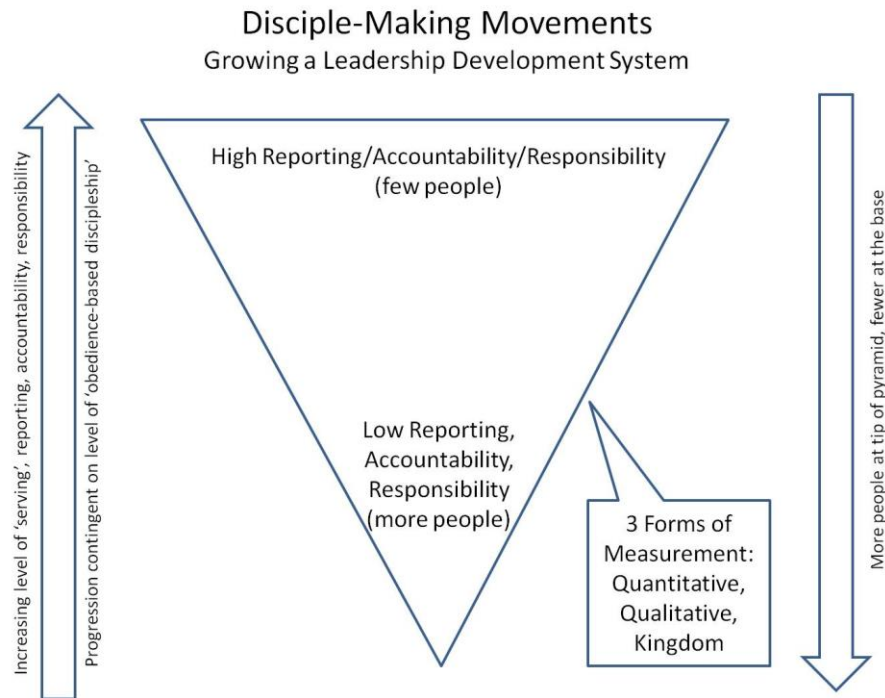 Disciple-Making Movements
Growing a Leadership Development System
Increasing level of 'serving', reporting, accountability, responsibility
Progression contingent on level of 'obedience-based discipleship'
High Reporting/Accountability/Responsibility
(few people)
Low Reporting,
Accountability,
Responsibility
(more people)
3 Forms of
Measurement:
Quantitative,
Qualitative,
Kingdom
More people at tip of pyramid, fewer at the base